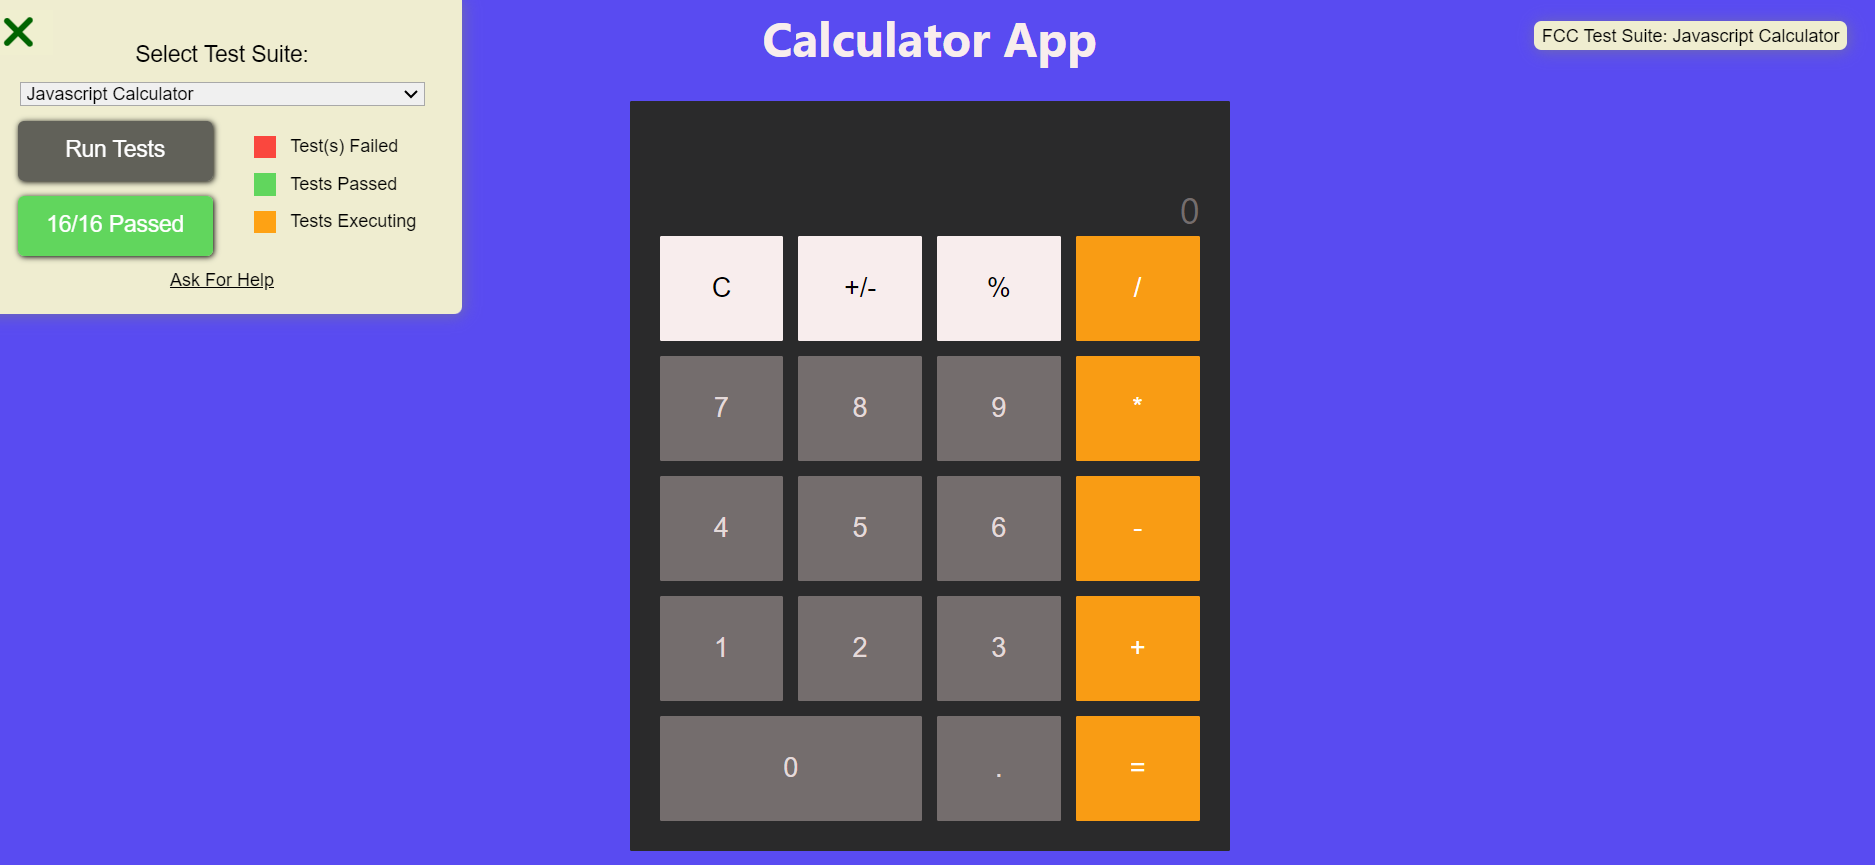 Select Test Suite:
Javascript Calculator
Run Tests
16/16 Passed
Test(s) Failed
Tests Passed
Tests Executing
Ask For Help
Calculator App
FCC Test Suite: Javascript Calculator
0
C +/- % /
7 8 9 *
4 5 6 -
1 2 3 +
0 . =